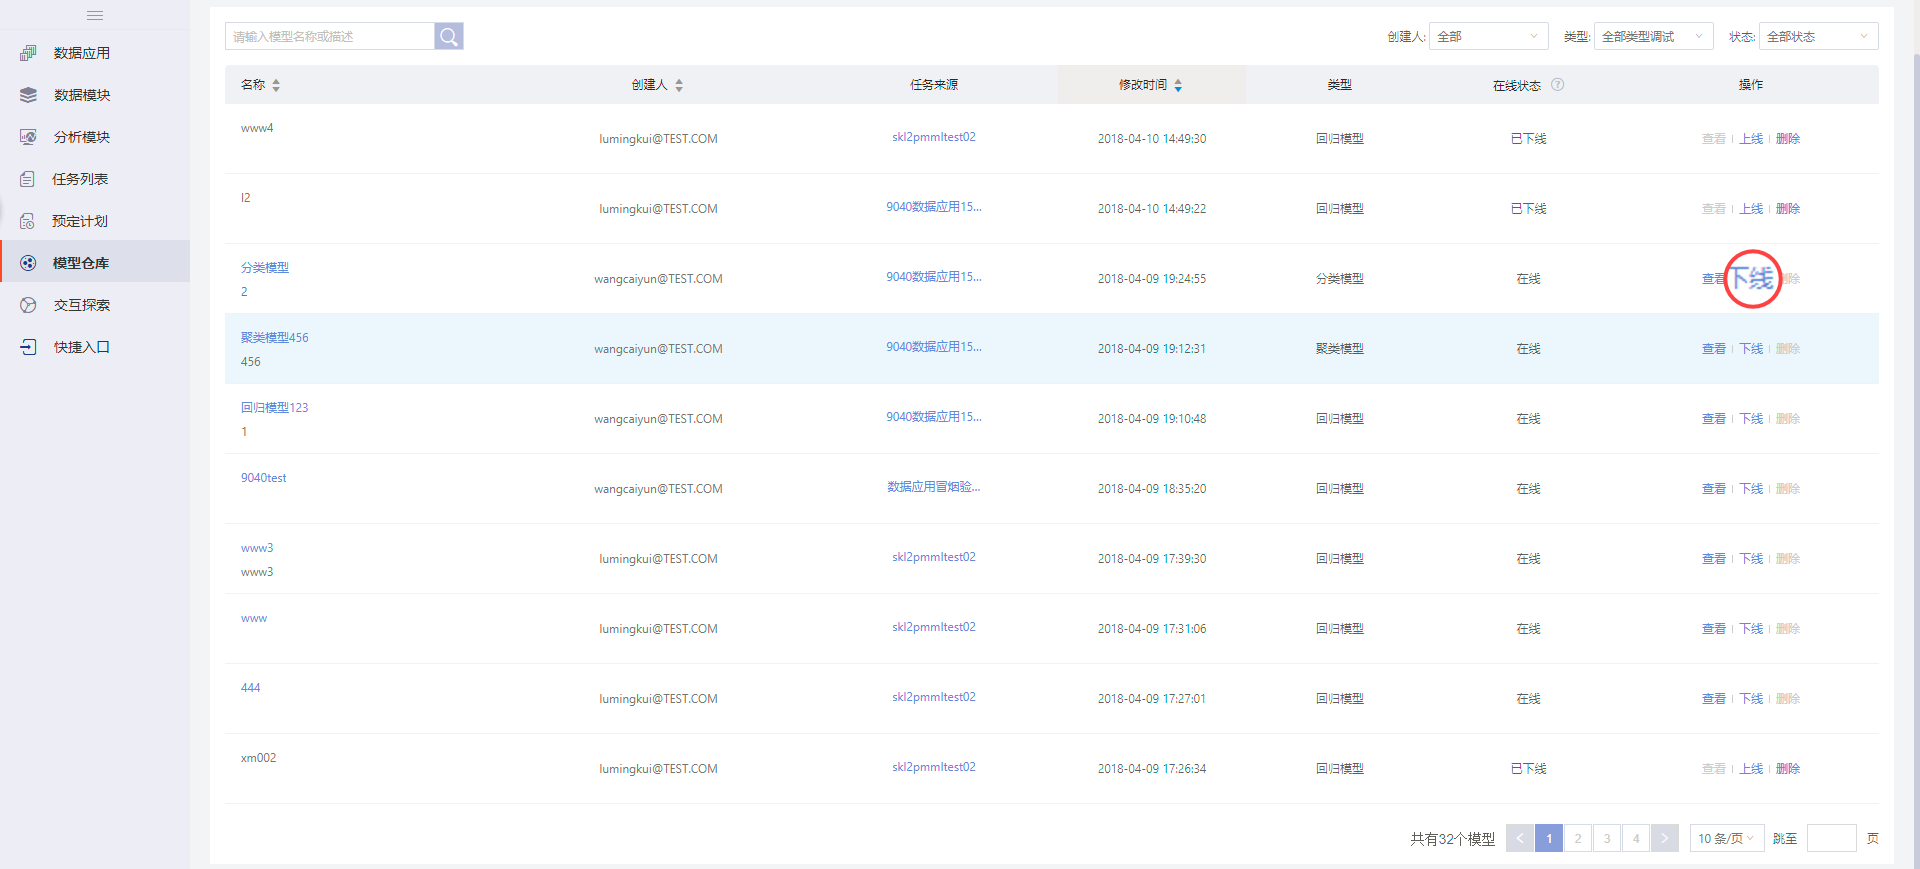 数据应用
数据模块
分析模块
任务列表
预定计划
模型仓库
交互探索
快捷入口
请输入模型名称或描述
创建人: 全部 类型: 全部类型调试 状态: 全部状态
名称 创建人 任务来源 修改时间 类型 在线状态 ? 操作
www4 lumingkui@TEST.COM skl2pmmltest02 2018-04-10 14:49:30 回归模型 已下线 查看 上线 删除
l2 lumingkui@TEST.COM 9040数据应用15... 2018-04-10 14:49:22 回归模型 已下线 查看 上线 删除
分类模型 wangcaiyun@TEST.COM 9040数据应用15... 2018-04-09 19:24:55 分类模型 在线 查看 下线 删除
2
聚类模型456 wangcaiyun@TEST.COM 9040数据应用15... 2018-04-09 19:12:31 聚类模型 在线 查看 下线 删除
456
回归模型123 wangcaiyun@TEST.COM 9040数据应用15... 2018-04-09 19:10:48 回归模型 在线 查看 下线 删除
1
9040test wangcaiyun@TEST.COM 数据应用冒烟验... 2018-04-09 18:35:20 回归模型 在线 查看 下线 删除
www3 lumingkui@TEST.COM skl2pmmltest02 2018-04-09 17:39:30 回归模型 在线 查看 下线 删除
www3
www lumingkui@TEST.COM skl2pmmltest02 2018-04-09 17:31:06 回归模型 在线 查看 下线 删除
444 lumingkui@TEST.COM skl2pmmltest02 2018-04-09 17:27:01 回归模型 在线 查看 下线 删除
xm002 lumingkui@TEST.COM skl2pmmltest02 2018-04-09 17:26:34 回归模型 已下线 查看 上线 删除
共有32个模型 < 1 2 3 4 > 10 条/页 跳至 页